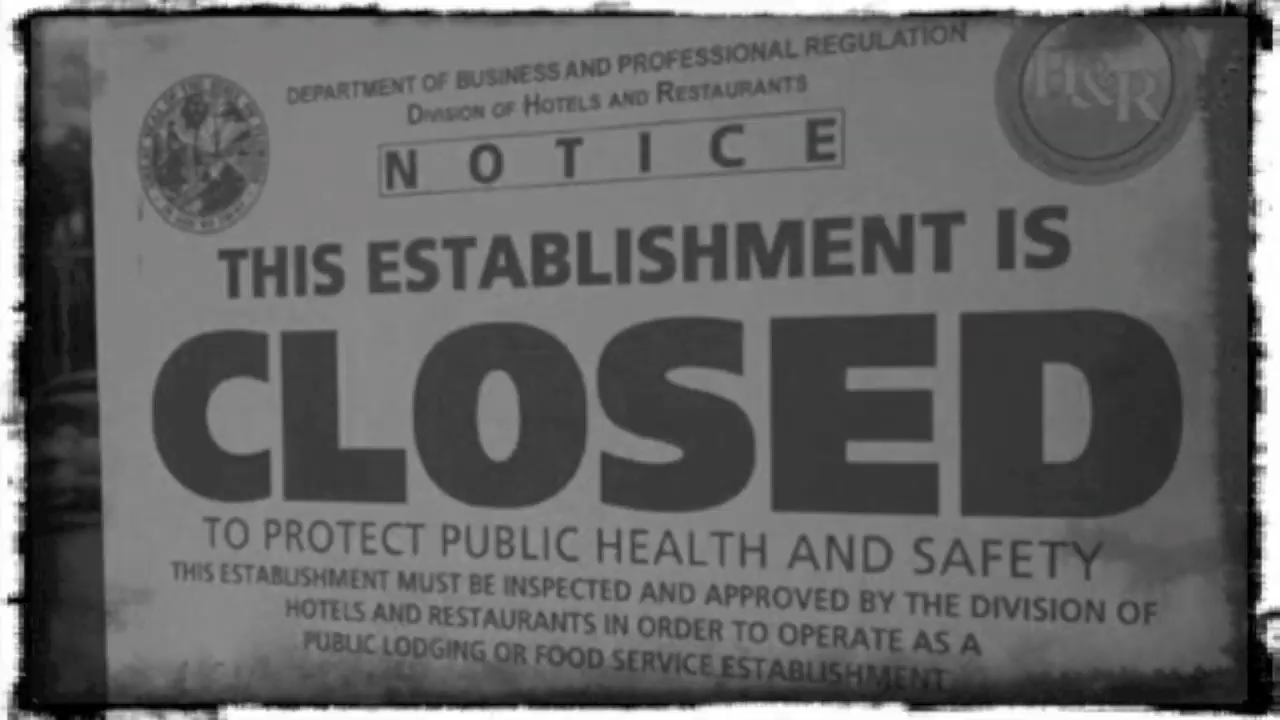 DEPARTMENT OF BUSINESS AND PROFESSIONAL REGULATION
DIVISION OF HOTELS AND RESTAURANTS
NOTICE
H&R
THIS ESTABLISHMENT IS
CLOSED
TO PROTECT PUBLIC HEALTH AND SAFETY
THIS ESTABLISHMENT MUST BE INSPECTED AND APPROVED BY THE DIVISION OF
HOTELS AND RESTAURANTS IN ORDER TO OPERATE AS A
PUBLIC LODGING OR FOOD SERVICE ESTABLISHMENT